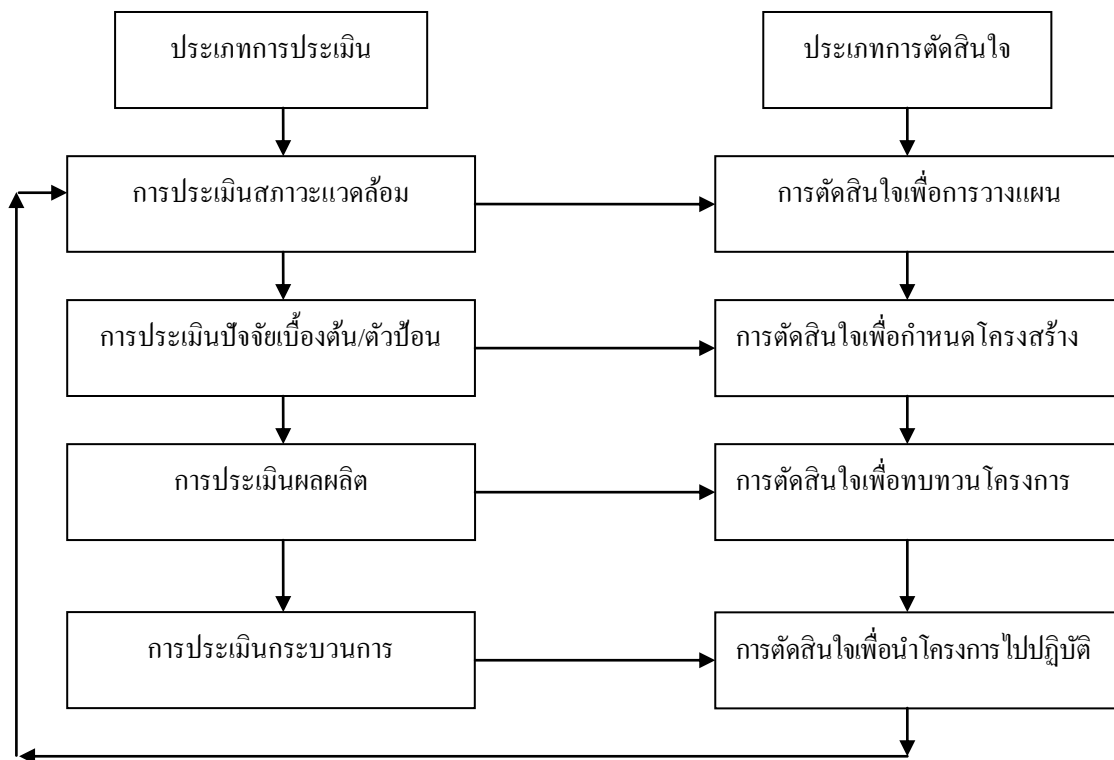 ประเภทการประเมิน
ประเภทการตัดสินใจ
การประเมินสภาวะแวดล้อม
การตัดสินใจเพื่อการวางแผน
การประเมินปัจจัยเบื้องต้น/ตัวป้อน
การตัดสินใจเพื่อกำหนดโครงสร้าง
การประเมินผลผลิต
การตัดสินใจเพื่อทบทวนโครงการ
การประเมินกระบวนการ
การตัดสินใจเพื่อนำโครงการไปปฏิบัติ